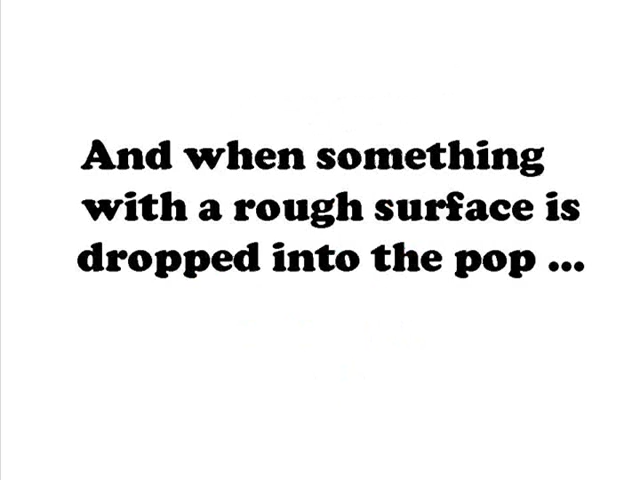 And when something
with a rough surface is
dropped into the pop ...